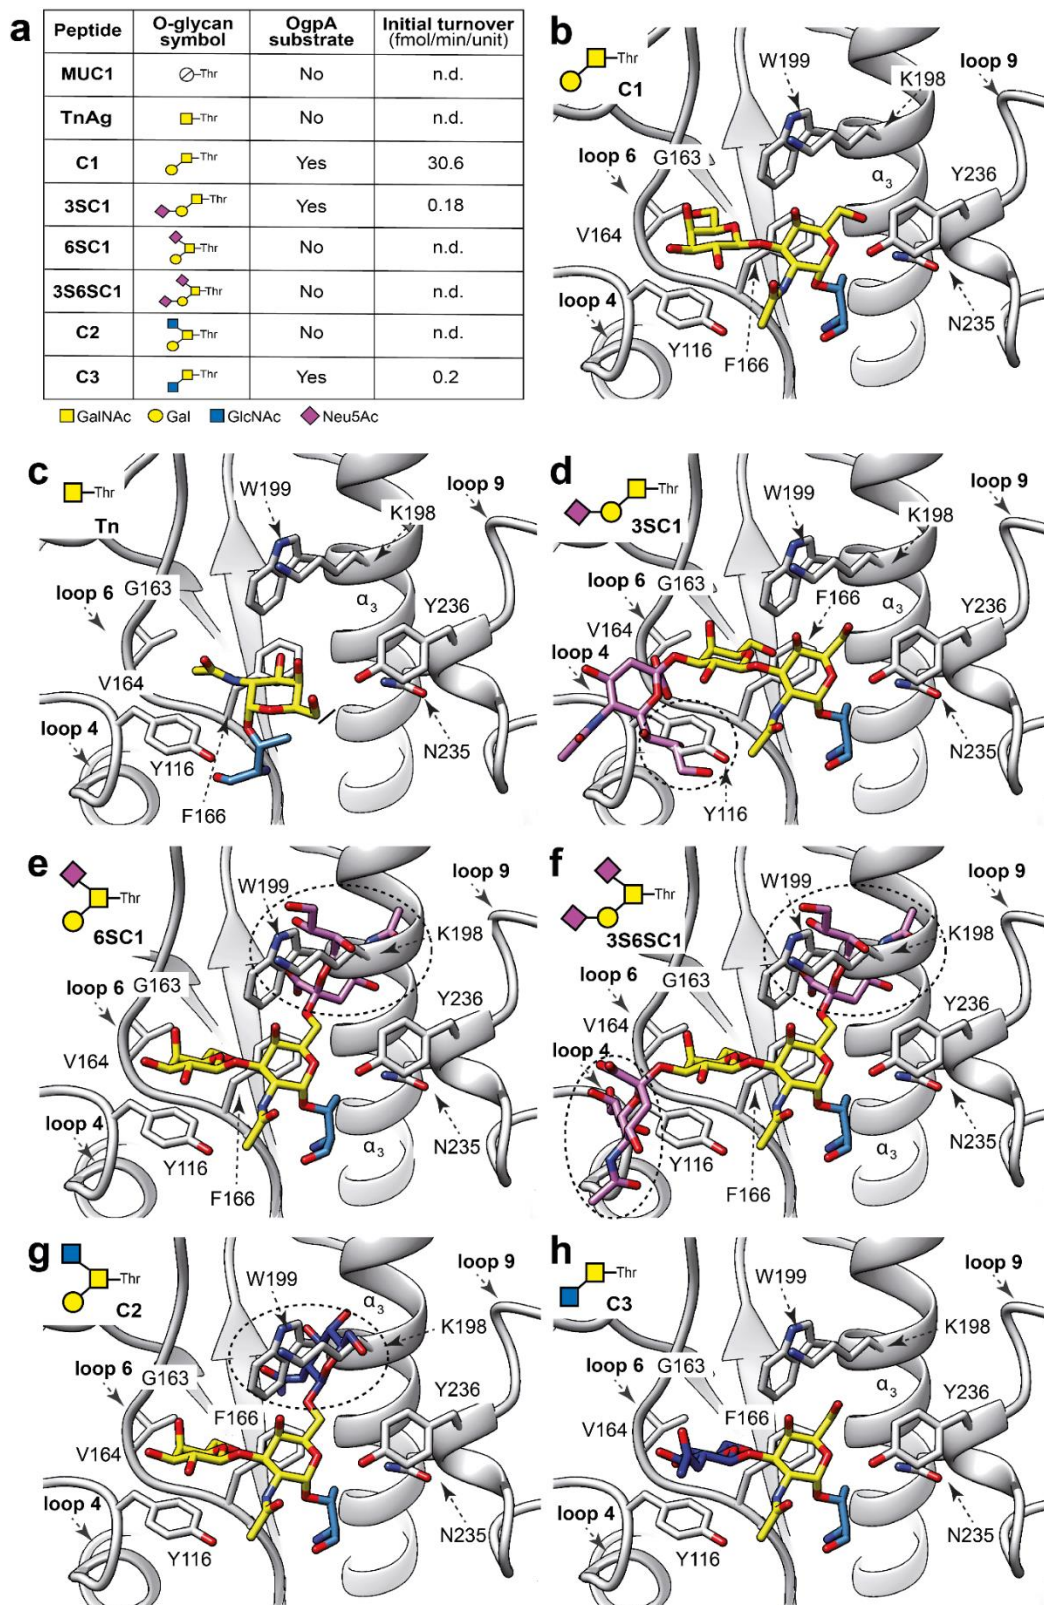 a
Peptide O-glycan symbol OgpA substrate Initial turnover (fmol/min/unit)
MUC1 Thr No n.d.
TnAg Thr No n.d.
C1 Thr Yes 30.6
3SC1 Thr Yes 0.18
6SC1 Thr No n.d.
3S6SC1 Thr No n.d.
C2 Thr No n.d.
C3 Thr Yes 0.2
GalNAc Gal GlcNAc Neu5Ac
b
Thr
C1
W199
loop 9
K198
loop 6
G163
α3
Y236
V164
loop 4
Y116
F166
N235
c
Thr
Tn
W199
loop 9
K198
loop 6
G163
α3
Y236
V164
loop 4
Y116
F166
N235
d
Thr
3SC1
W199
loop 9
K198
loop 6
G163
F166
α3
Y236
V164
loop 4
Y116
N235
e
Thr
6SC1
W199
loop 9
K198
loop 6
G163
Y236
V164
loop 4
Y116
F166
α3
N235
f
Thr
3S6SC1
W199
loop 9
K198
loop 6
G163
Y236
V164
loop 4
Y116
F166
α3
N235
g
Thr
C2
W199
α3
loop 9
K198
loop 6
G163
F166
Y236
V164
loop 4
Y116
N235
h
Thr
C3
W199
loop 9
K198
loop 6
G163
α3
F166
Y236
V164
loop 4
Y116
N235